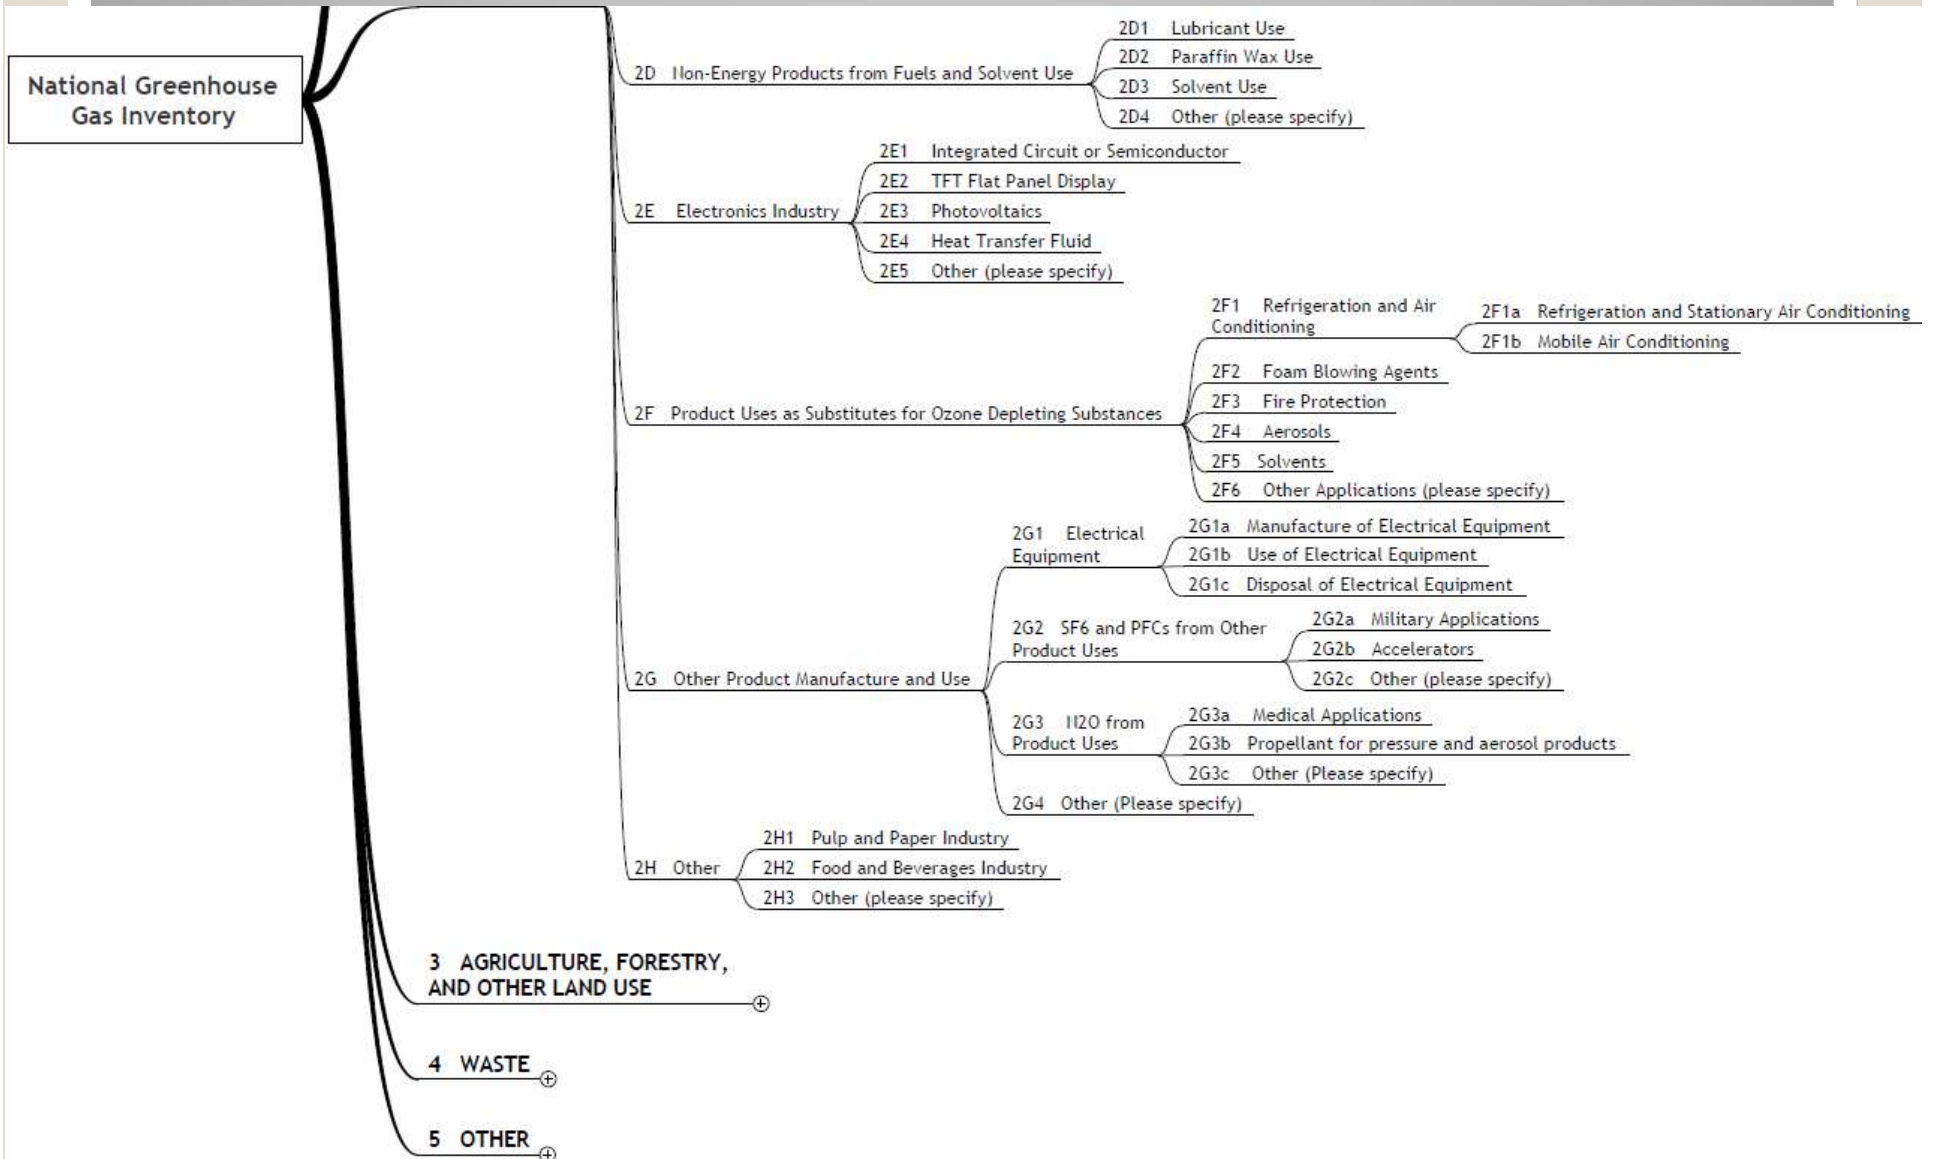 National Greenhouse
Gas Inventory
2D Non-Energy Products from Fuels and Solvent Use
2D1 Lubricant Use
2D2 Paraffin Wax Use
2D3 Solvent Use
2D4 Other (please specify)
2E Electronics Industry
2E1 Integrated Circuit or Semiconductor
2E2 TFT Flat Panel Display
2E3 Photovoltaics
2E4 Heat Transfer Fluid
2E5 Other (please specify)
2F Product Uses as Substitutes for Ozone Depleting Substances
2F1 Refrigeration and Air
Conditioning
2F1a Refrigeration and Stationary Air Conditioning
2F1b Mobile Air Conditioning
2F2 Foam Blowing Agents
2F3 Fire Protection
2F4 Aerosols
2F5 Solvents
2F6 Other Applications (please specify)
2G Other Product Manufacture and Use
2G1 Electrical
Equipment
2G1a Manufacture of Electrical Equipment
2G1b Use of Electrical Equipment
2G1c Disposal of Electrical Equipment
2G2 SF6 and PFCs from Other
Product Uses
2G2a Military Applications
2G2b Accelerators
2G2c Other (please specify)
2G3 N2O from
Product Uses
2G3a Medical Applications
2G3b Propellant for pressure and aerosol products
2G3c Other (Please specify)
2G4 Other (Please specify)
2H Other
2H1 Pulp and Paper Industry
2H2 Food and Beverages Industry
2H3 Other (please specify)
3 AGRICULTURE, FORESTRY,
AND OTHER LAND USE
4 WASTE
5 OTHER